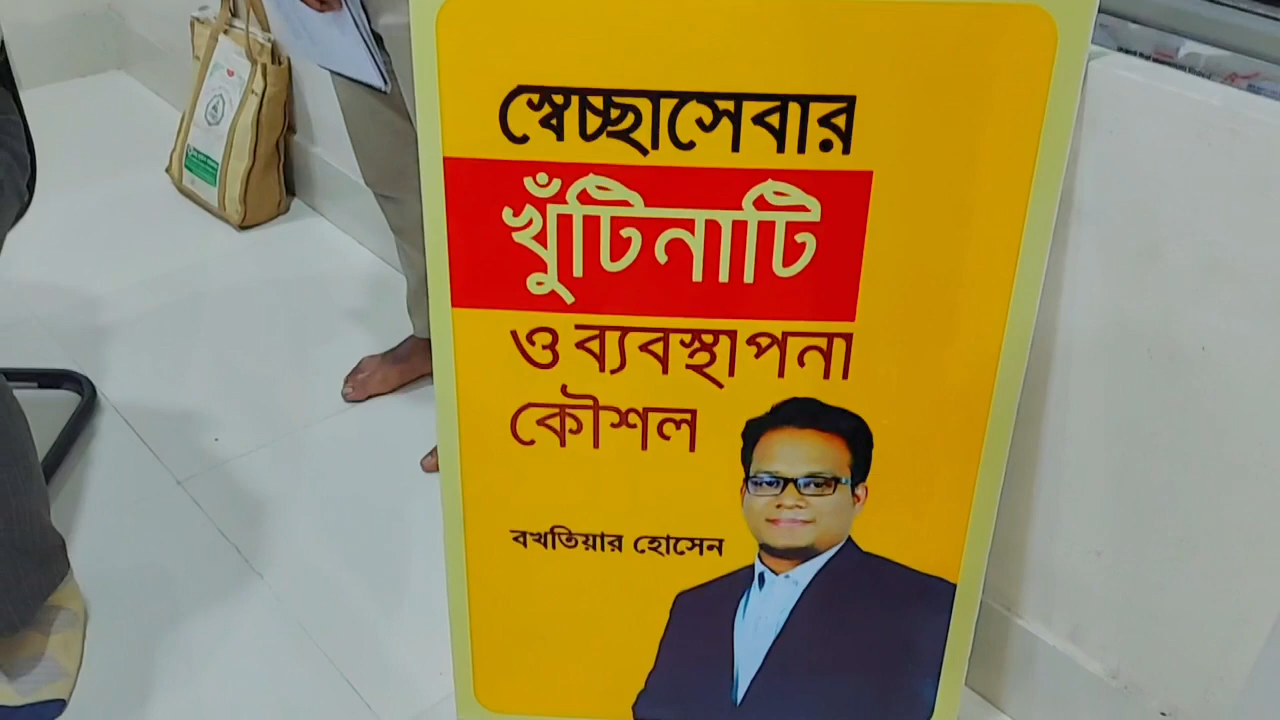 স্বেচ্ছাসেবার
খুঁটিনাটি
ও ব্যবস্থাপনা
কৌশল
বখতিয়ার হোসেন